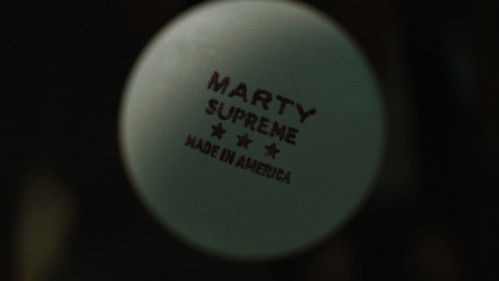 MARTY
SUPREME
★ ★ ★
MADE IN AMERICA